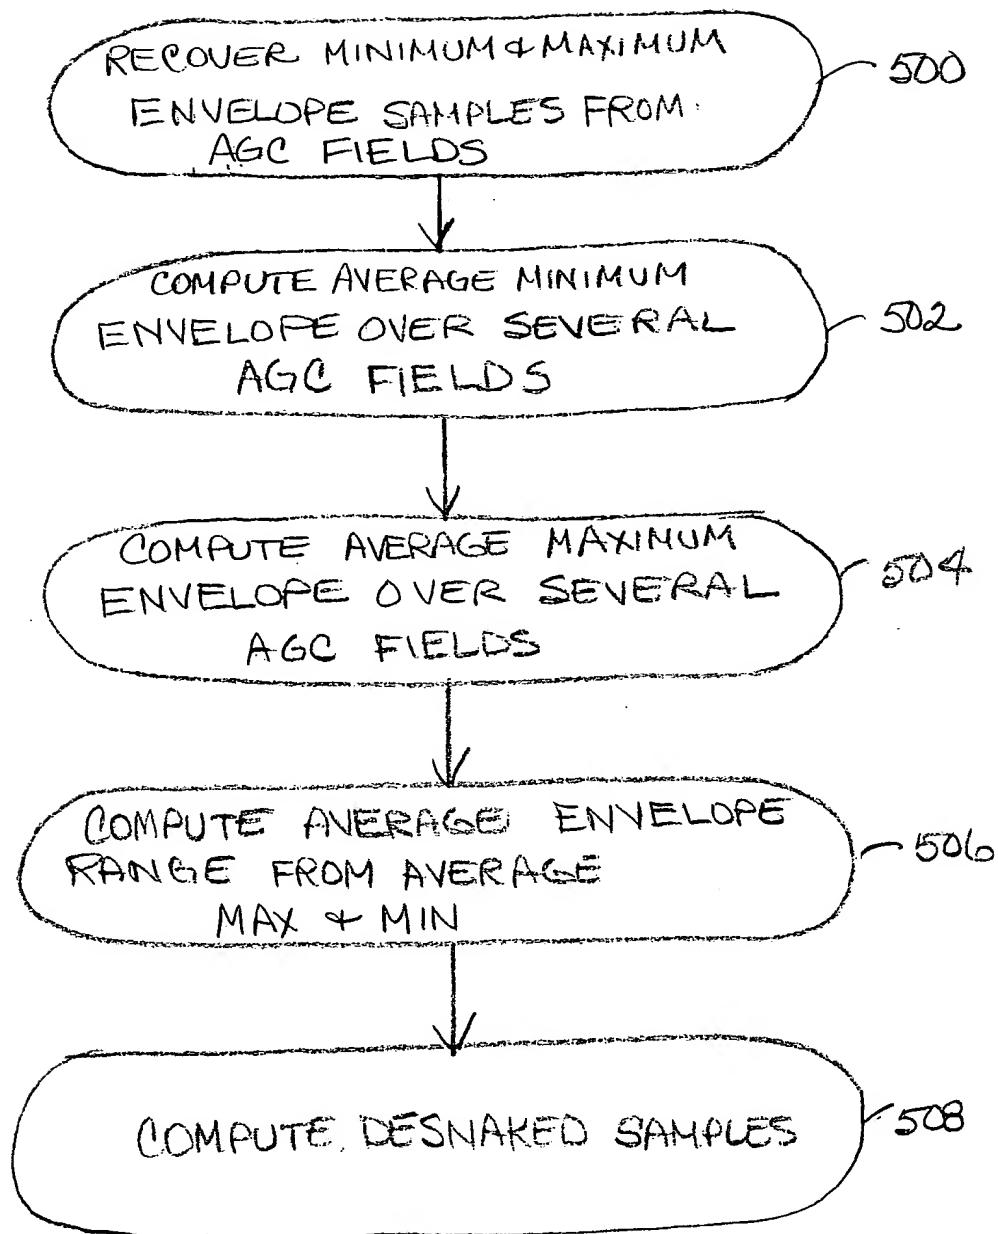 RECOVER MINIMUM & MAXIMUM
ENVELOPE SAMPLES FROM
AGC FIELDS
500
COMPUTE AVERAGE MINIMUM
ENVELOPE OVER SEVERAL
AGC FIELDS
502
COMPUTE AVERAGE MAXIMUM
ENVELOPE OVER SEVERAL
AGC FIELDS
504
COMPUTE AVERAGE ENVELOPE
RANGE FROM AVERAGE
MAX & MIN
506
COMPUTE DESNAKED SAMPLES
508